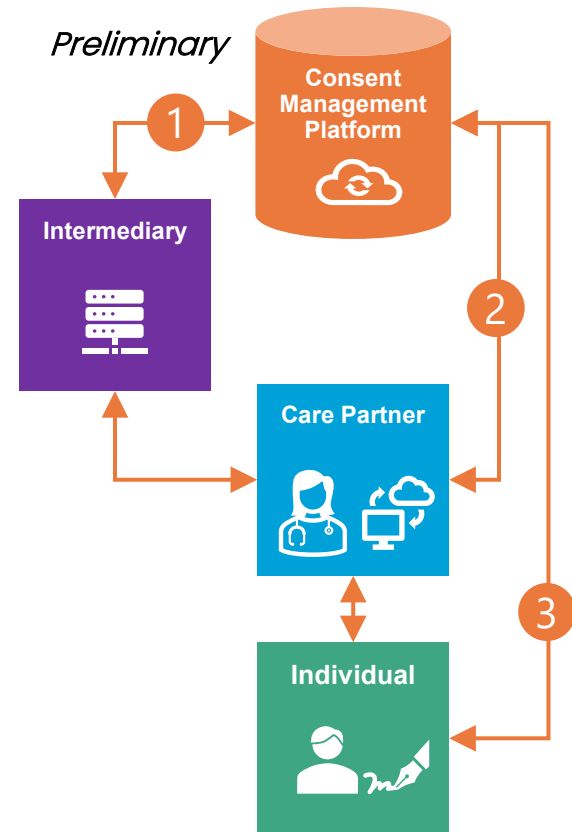 Preliminary
Consent
Management
Platform
1
Intermediary
2
Care Partner
3
Individual